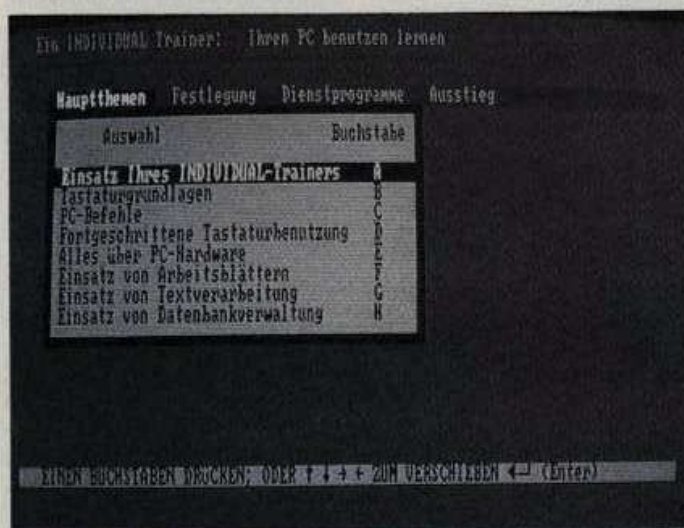 Ein INDIVIDUAL Trainer: Ihren PC benutzen lernen
Hauptthemen Festlegung Dienstprogramme Ausstieg
Auswahl Buchstabe
Einsatz Ihres INDIVIDUAL-Trainers A
Tastaturgrundlagen B
PC-Befehle C
Fortgeschrittene Tastaturbenutzung D
Alles über PC-Hardware E
Einsatz von Arbeitsblättern F
Einsatz von Textverarbeitung G
Einsatz von Datenbankverwaltung H
EINEN BUCHSTABEN DRÜCKEN; ODER ↑ ↓ → ← ZUM VERSCHIEBEN ◄┘ (Enter)